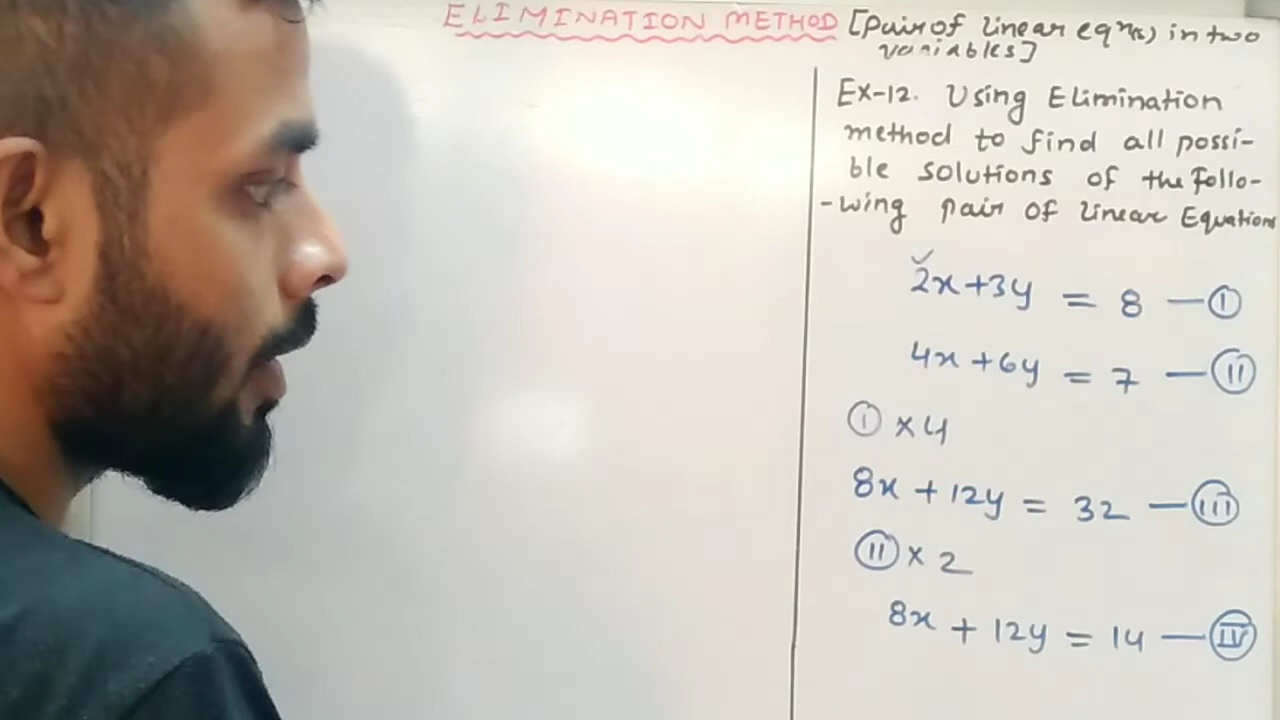 ELIMINATION METHOD [Pair of linear eqns) in two
variables]
Ex-12. Using Elimination
method to find all possi-
ble solutions of the follo-
-wing pair of linear Equations
2x+3y = 8 — (I)
4x+6y = 7 — (II)
(I) ×4
8x + 12y = 32 — (III)
(II) × 2
8x + 12y = 14 — (IV)